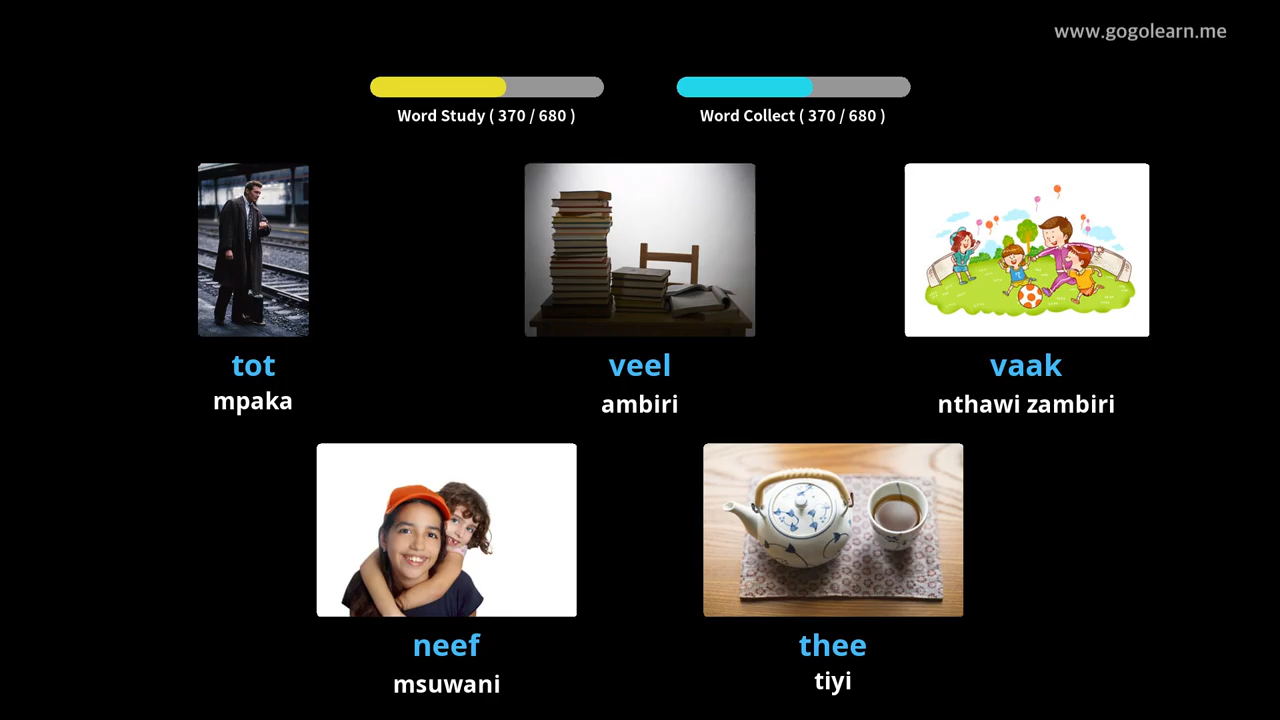 www.gogolearn.me
Word Study ( 370 / 680 )
Word Collect ( 370 / 680 )
tot
mpaka
veel
ambiri
vaak
nthawi zambiri
neef
msuwani
thee
tiyi